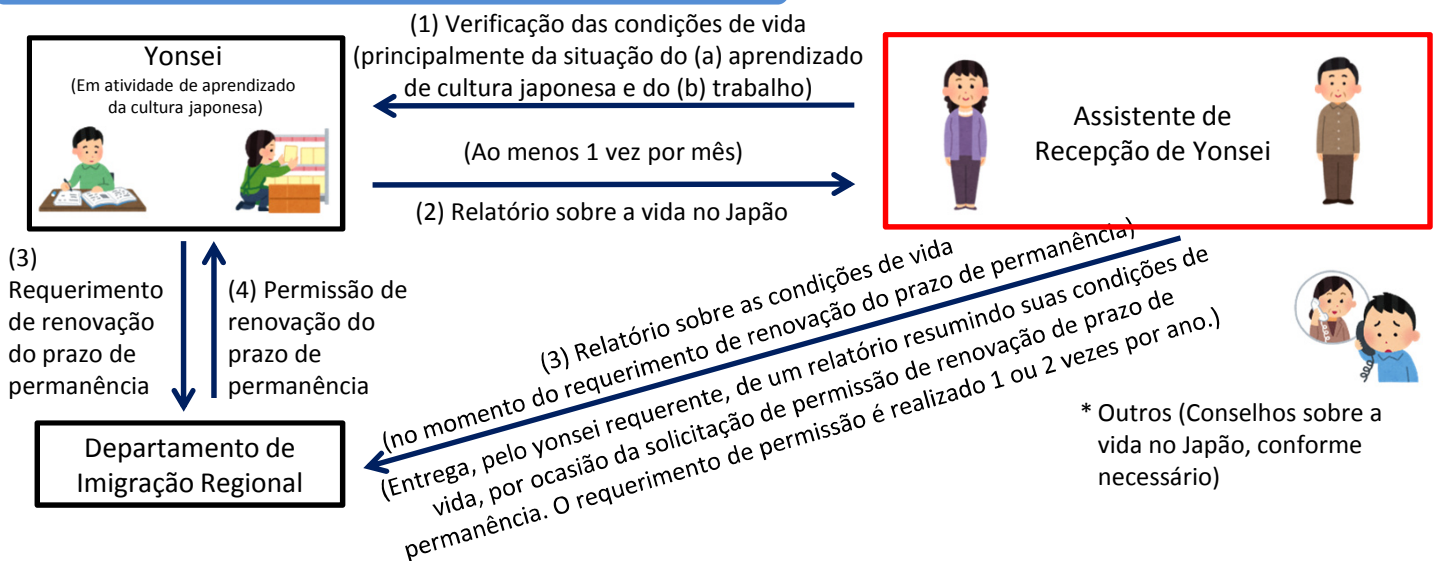 (1) Verificação das condições de vida
(principalmente da situação do (a) aprendizado
de cultura japonesa e do (b) trabalho)
Yonsei
(Em atividade de aprendizado
da cultura japonesa)
Assistente de
Recepção de Yonsei
(Ao menos 1 vez por mês)
(2) Relatório sobre a vida no Japão
(3)
Requerimento
de renovação
do prazo de
permanência
(4) Permissão de
renovação do
prazo de
permanência
(3) Relatório sobre as condições de vida
(no momento do requerimento de renovação do prazo de permanência)
(Entrega, pelo yonsei requerente, de um relatório resumindo suas condições de
vida, por ocasião da solicitação de permissão de renovação de prazo de
permanência. O requerimento de permissão é realizado 1 ou 2 vezes por ano.)
Departamento de
Imigração Regional
* Outros (Conselhos sobre a
vida no Japão, conforme
necessário)